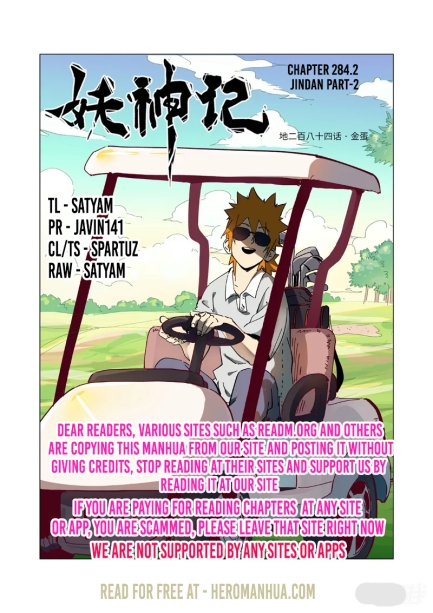 妖神记
CHAPTER 284.2
JINDAN PART-2
地二百八十四话·金蛋
TL - SATYAM
PR - JAVIN141
CL/TS - SPARTUZ
RAW - SATYAM
DEAR READERS, VARIOUS SITES SUCH AS READM.ORG AND OTHERS
ARE COPYING THIS MANHUA FROM OUR SITE AND POSTING IT WITHOUT
GIVING CREDITS, STOP READING AT THEIR SITES AND SUPPORT US BY
READING IT AT OUR SITE
IF YOU ARE PAYING FOR READING CHAPTERS AT ANY SITE
OR APP, YOU ARE SCAMMED, PLEASE LEAVE THAT SITE RIGHT NOW
WE ARE NOT SUPPORTED BY ANY SITES OR APPS
READ FOR FREE AT - HEROMANHUA.COM